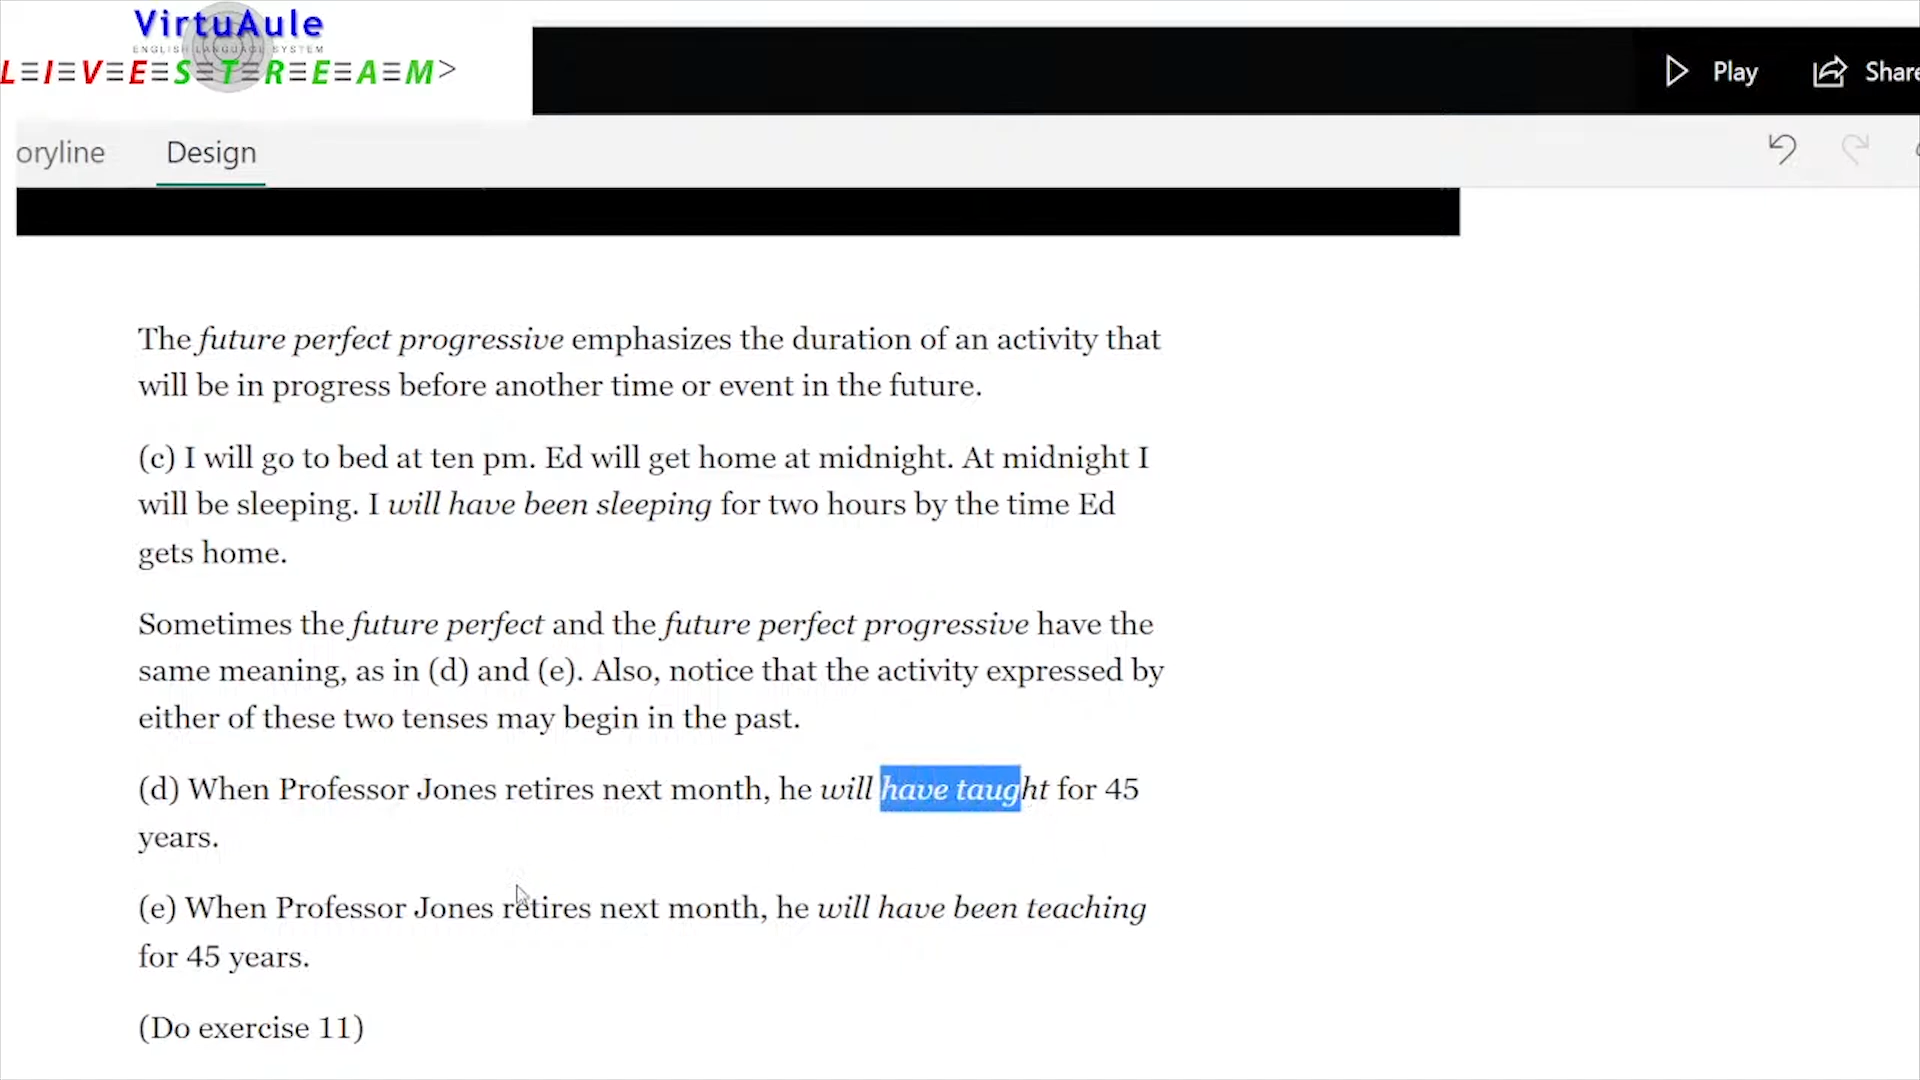 VirtuAule
ENGLISH LANGUAGE SYSTEM
L≡I≡V≡E≡S≡T≡R≡E≡A≡M>
Play
Share
oryline
Design
The future perfect progressive emphasizes the duration of an activity that
will be in progress before another time or event in the future.
(c) I will go to bed at ten pm. Ed will get home at midnight. At midnight I
will be sleeping. I will have been sleeping for two hours by the time Ed
gets home.
Sometimes the future perfect and the future perfect progressive have the
same meaning, as in (d) and (e). Also, notice that the activity expressed by
either of these two tenses may begin in the past.
(d) When Professor Jones retires next month, he will have taught for 45
years.
(e) When Professor Jones retires next month, he will have been teaching
for 45 years.
(Do exercise 11)